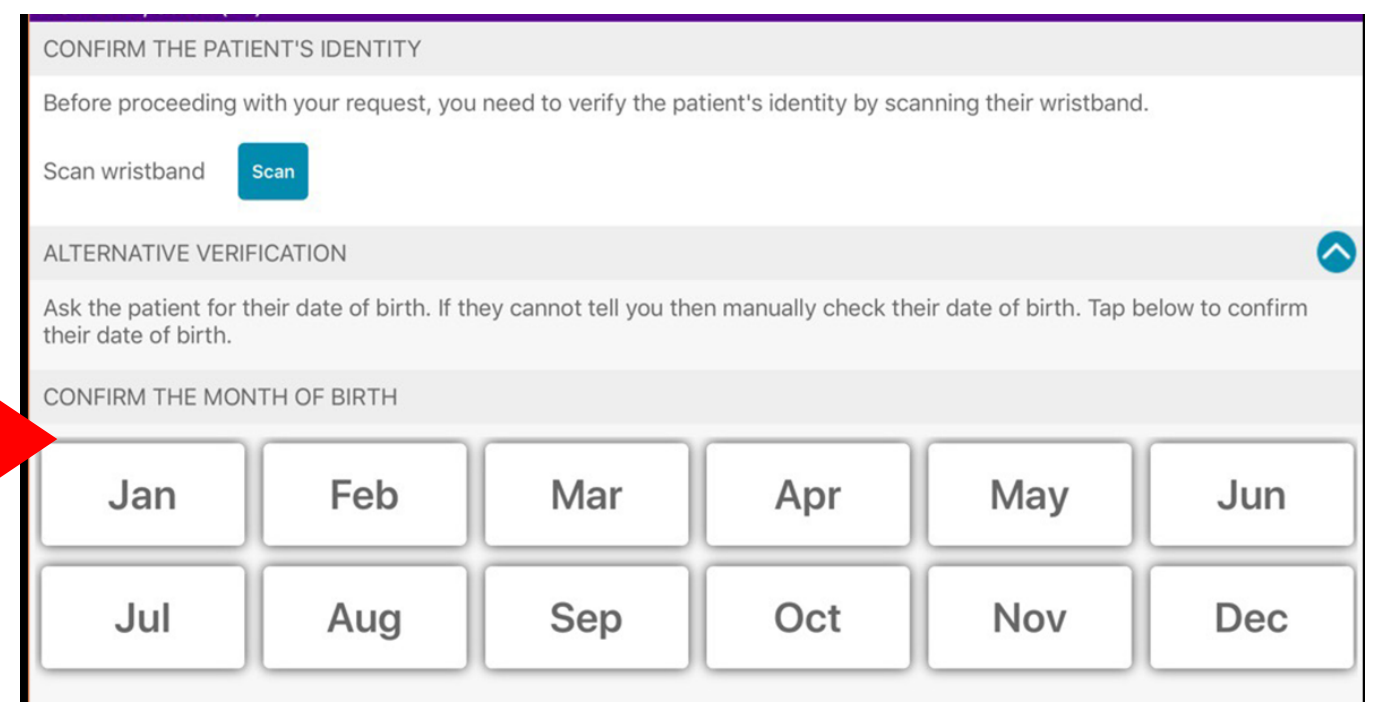 CONFIRM THE PATIENT'S IDENTITY
Before proceeding with your request, you need to verify the patient's identity by scanning their wristband.
Scan wristband Scan
ALTERNATIVE VERIFICATION
Ask the patient for their date of birth. If they cannot tell you then manually check their date of birth. Tap below to confirm
their date of birth.
CONFIRM THE MONTH OF BIRTH
Jan Feb Mar Apr May Jun
Jul Aug Sep Oct Nov Dec